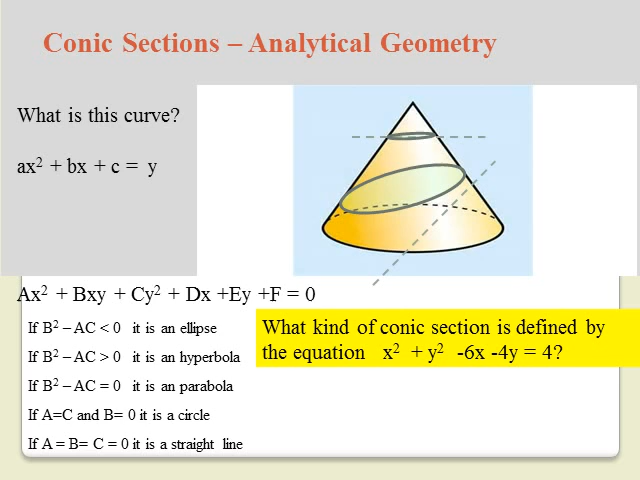 Conic Sections – Analytical Geometry
What is this curve?
ax² + bx + c = y
Ax² + Bxy + Cy² + Dx +Ey +F = 0
If B² – AC < 0 it is an ellipse
If B² – AC > 0 it is an hyperbola
If B² – AC = 0 it is an parabola
If A=C and B= 0 it is a circle
If A = B= C = 0 it is a straight line
What kind of conic section is defined by
the equation x² + y² -6x -4y = 4?